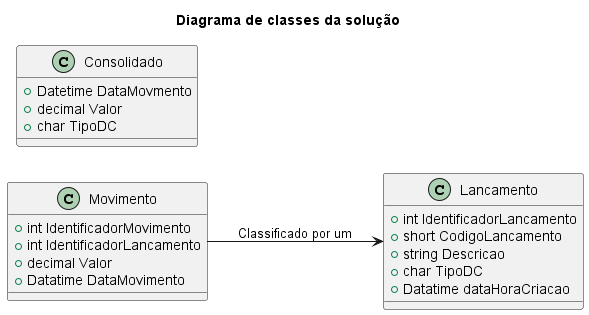 Diagrama de classes da solução
C Consolidado
Datetime DataMovmento
decimal Valor
char TipoDC
C Movimento
int IdentificadorMovimento
int IdentificadorLancamento
decimal Valor
Datatime DataMovimento
Classificado por um
C Lancamento
int IdentificadorLancamento
short CodigoLancamento
string Descricao
char TipoDC
Datatime dataHoraCriacao